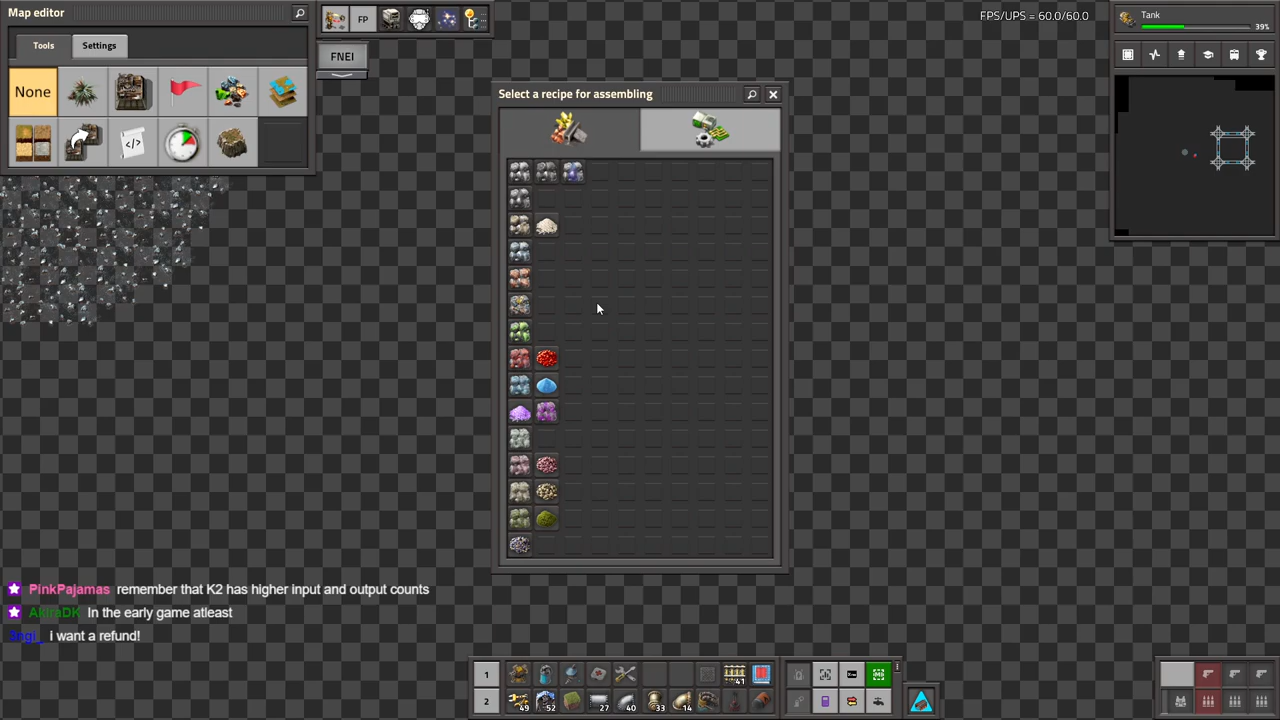 Map editor
Tools
Settings
None
FP
FNEI
FPS/UPS = 60.0/60.0
Tank
39%
Select a recipe for assembling
PinkPajamas remember that K2 has higher input and output counts
AkiraDK In the early game atleast
3ngi_ i want a refund!
1
41
2
49
52
27
40
33
14